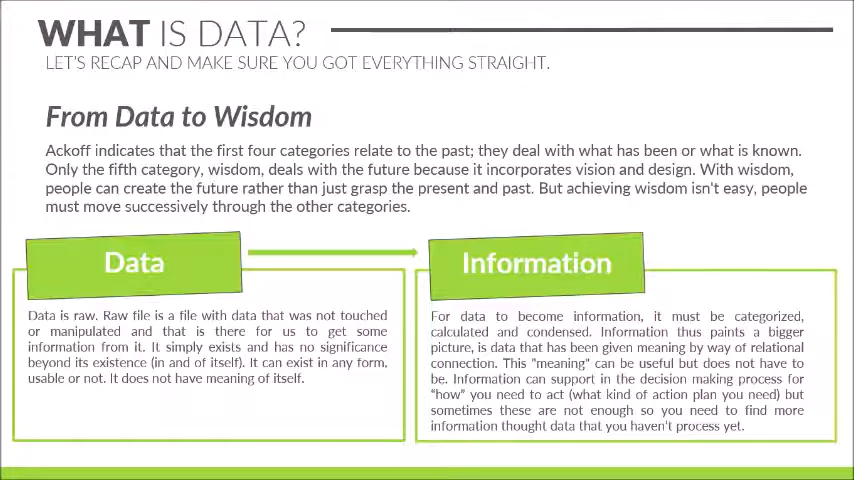 WHAT IS DATA?
LET'S RECAP AND MAKE SURE YOU GOT EVERYTHING STRAIGHT.
From Data to Wisdom
Ackoff indicates that the first four categories relate to the past; they deal with what has been or what is known.
Only the fifth category, wisdom, deals with the future because it incorporates vision and design. With wisdom,
people can create the future rather than just grasp the present and past. But achieving wisdom isn't easy, people
must move successively through the other categories.
Data
Data is raw. Raw file is a file with data that was not touched
or manipulated and that is there for us to get some
information from it. It simply exists and has no significance
beyond its existence (in and of itself). It can exist in any form,
usable or not. It does not have meaning of itself.
Information
For data to become information, it must be categorized,
calculated and condensed. Information thus paints a bigger
picture, is data that has been given meaning by way of relational
connection. This "meaning" can be useful but does not have to
be. Information can support in the decision making process for
“how” you need to act (what kind of action plan you need) but
sometimes these are not enough so you need to find more
information thought data that you haven't process yet.